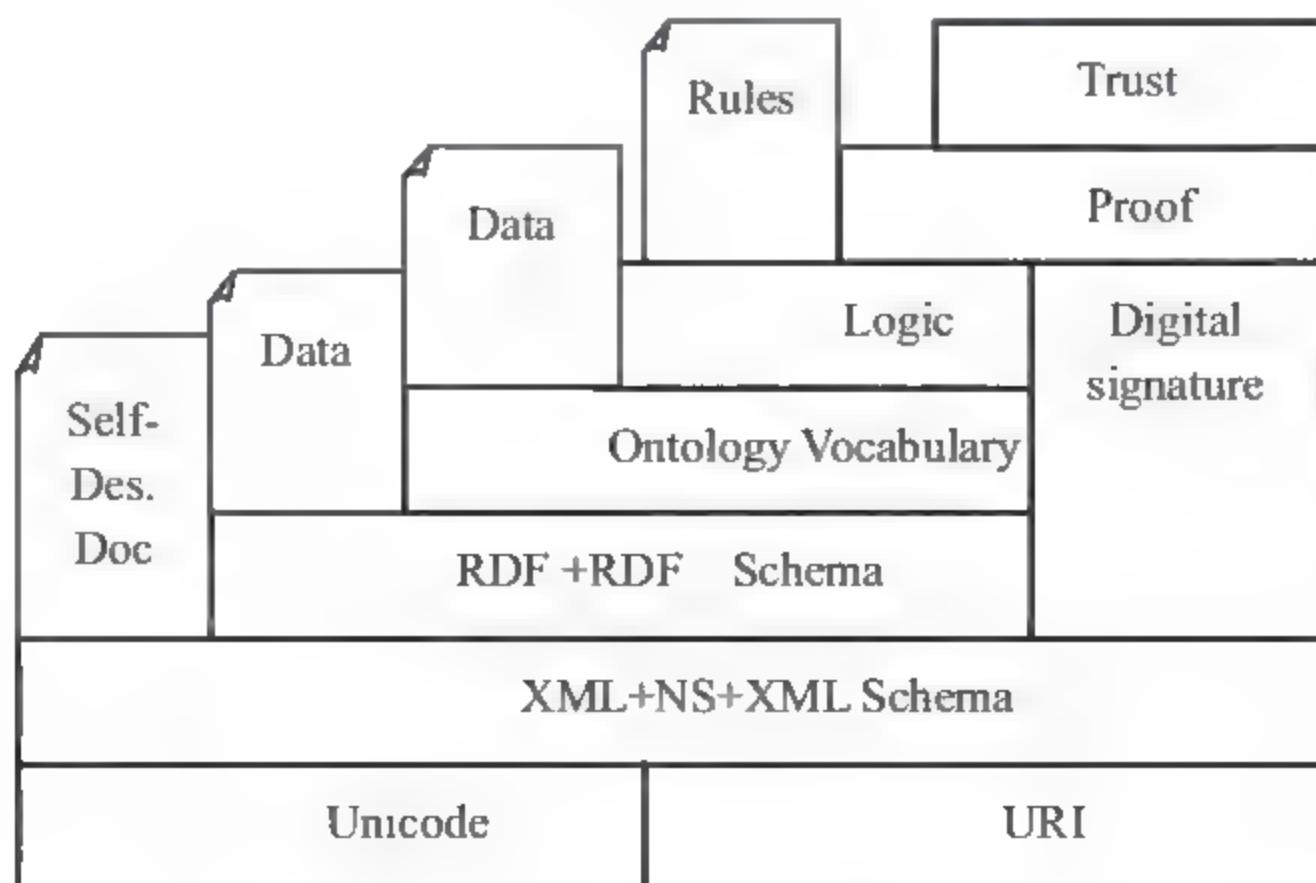 Rules
Trust
Data
Proof
Data
Logic
Digital
signature
Self-
Des.
Doc
Ontology Vocabulary
RDF +RDF Schema
XML+NS+XML Schema
Unicode
URI